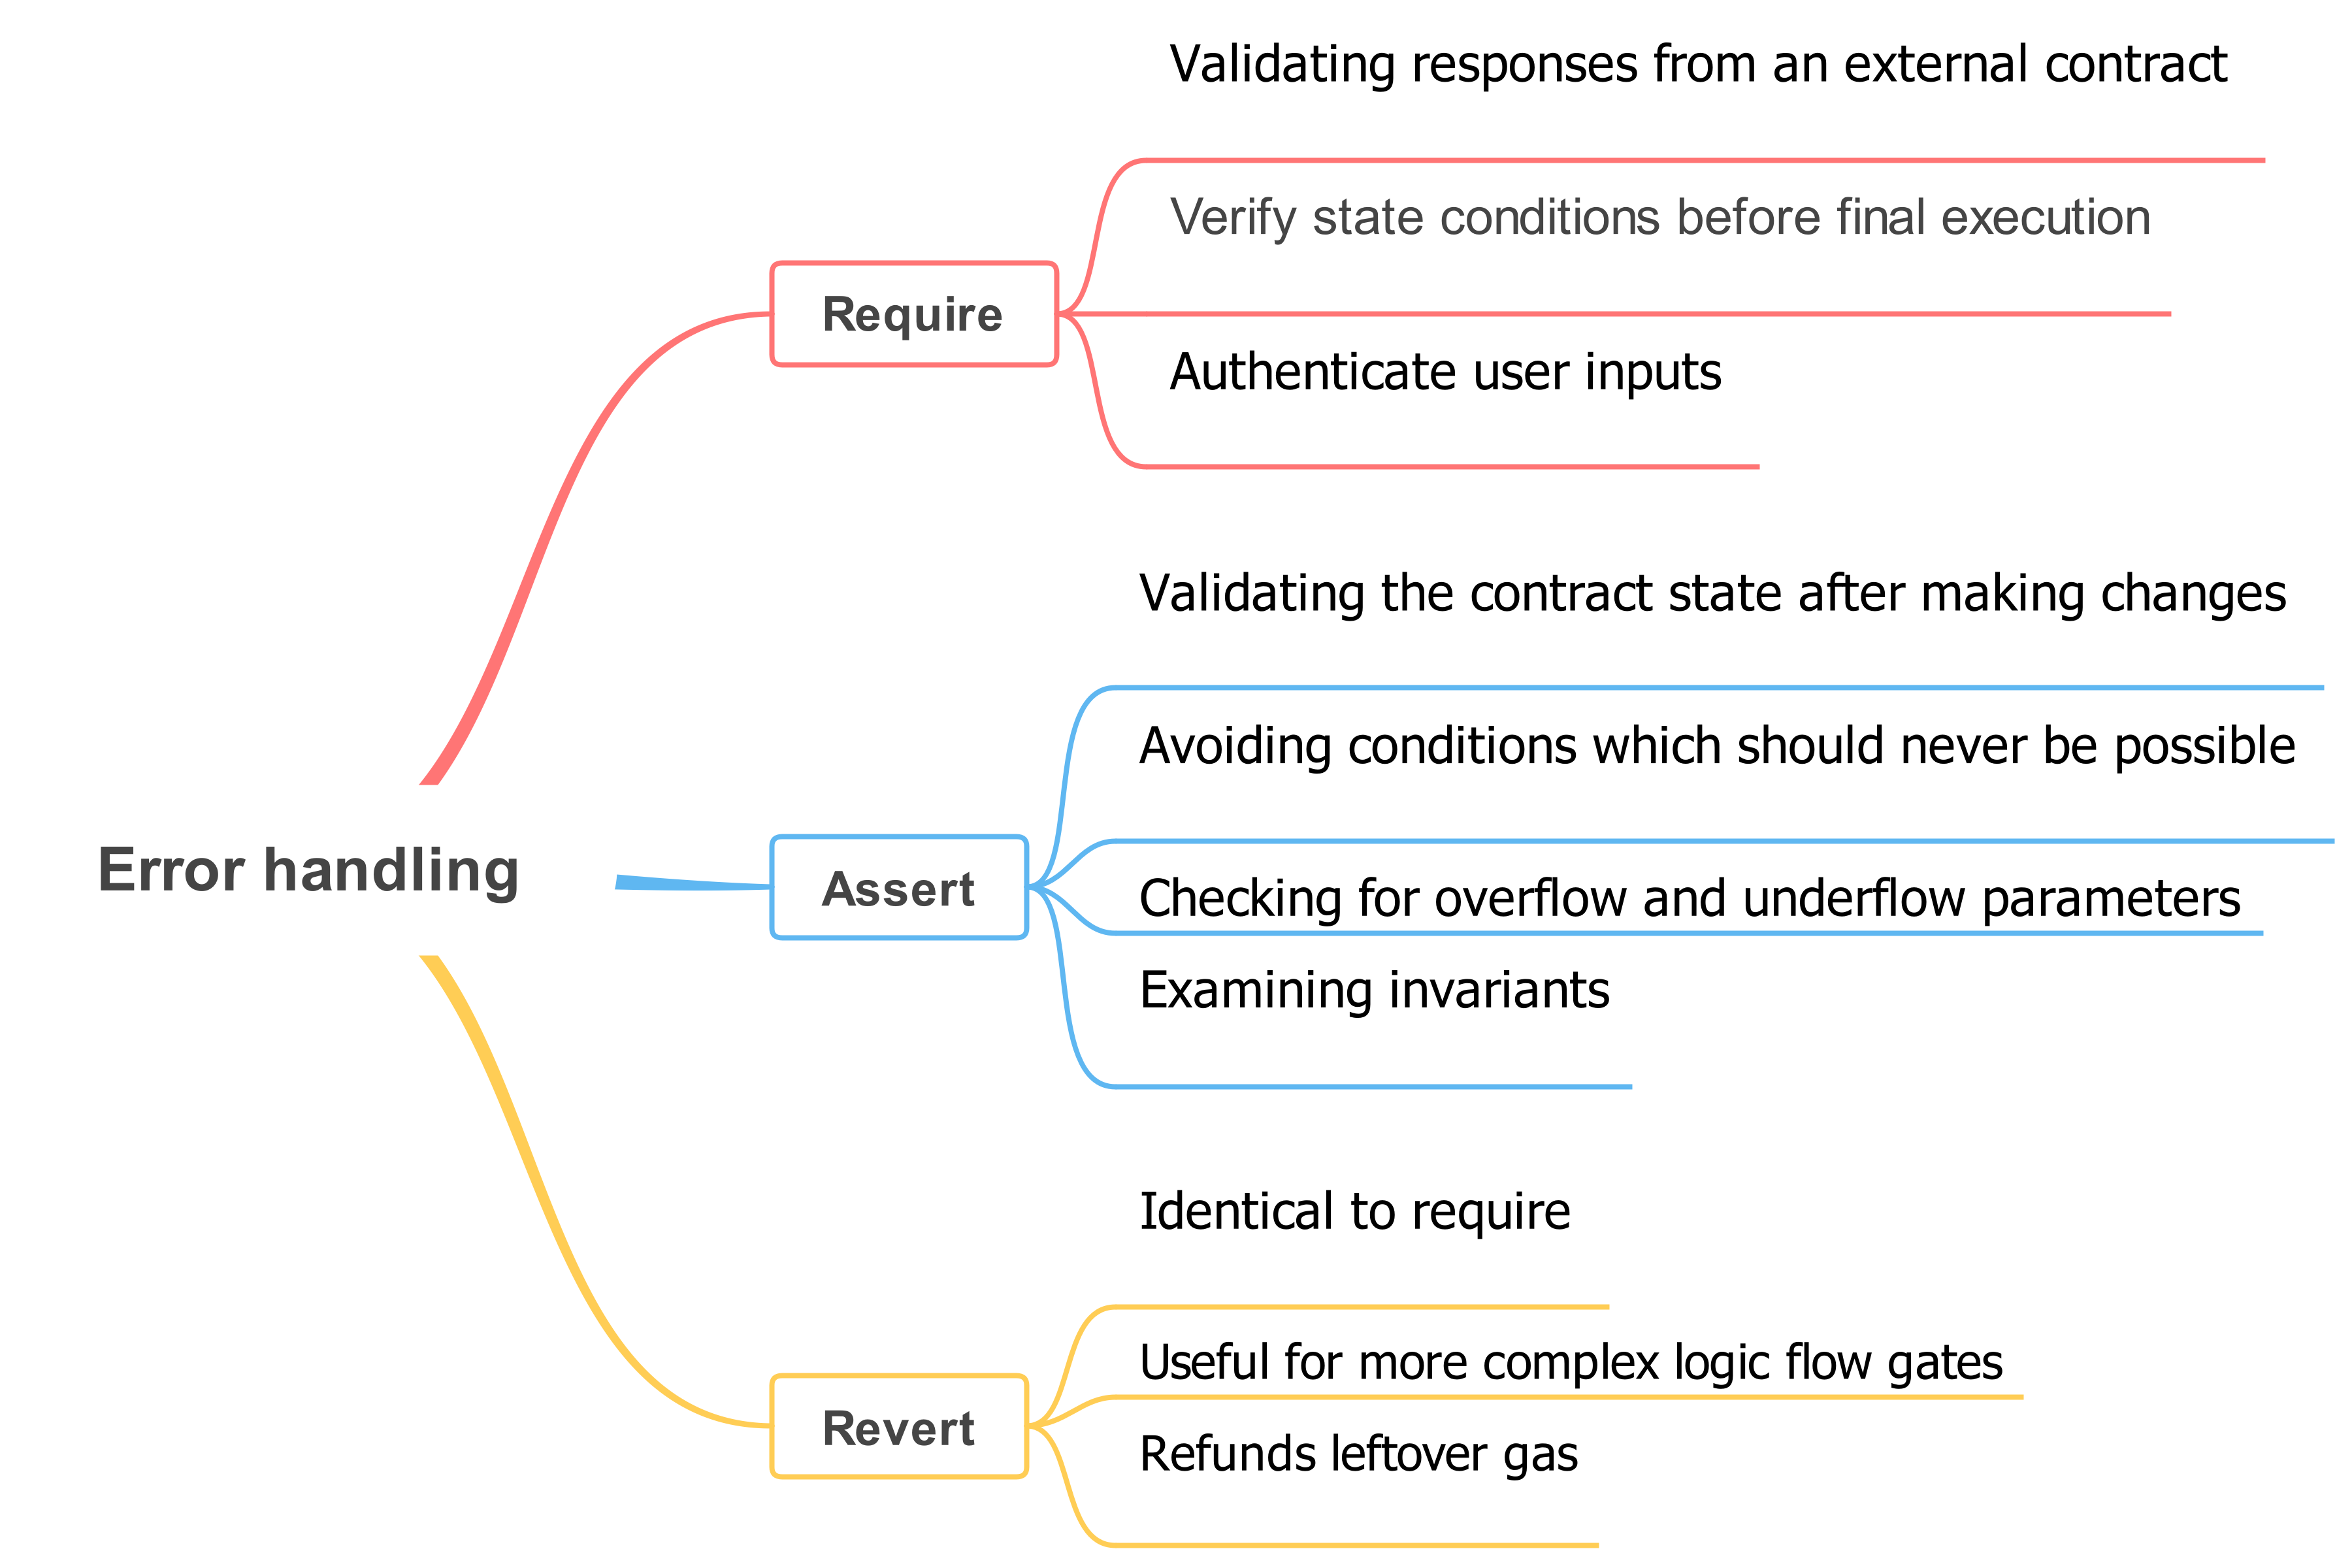 Validating responses from an external contract
Verify state conditions before final execution
Require
Authenticate user inputs
Validating the contract state after making changes
Avoiding conditions which should never be possible
Error handling
Assert
Checking for overflow and underflow parameters
Examining invariants
Identical to require
Useful for more complex logic flow gates
Revert
Refunds leftover gas